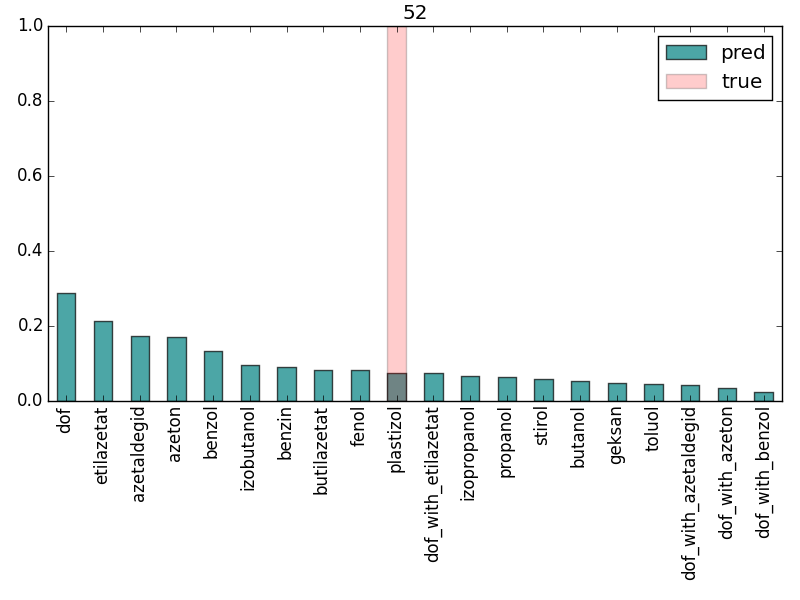 52
1.0
0.8
0.6
0.4
0.2
0.0
pred
true
dof
etilazetat
azetaldegid
azeton
benzol
izobutanol
benzin
butilazetat
fenol
plastizol
dof_with_etilazetat
izopropanol
propanol
stirol
butanol
geksan
toluol
dof_with_azetaldegid
dof_with_azeton
dof_with_benzol